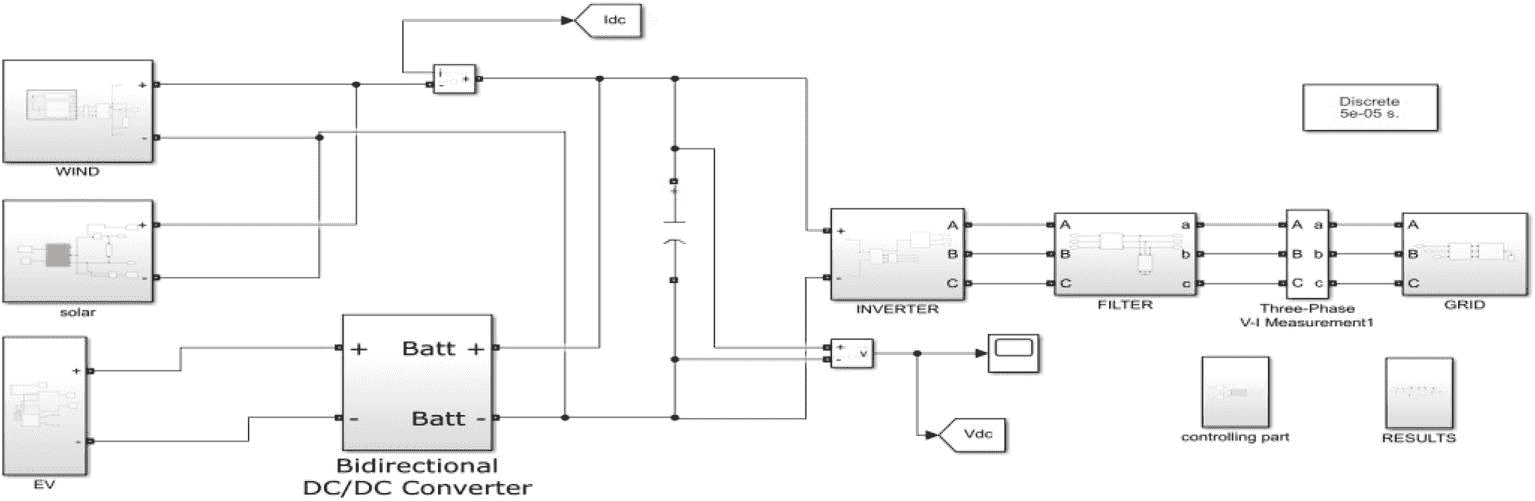 Idc
i
- +
+
-
WIND
Discrete
5e-05 s.
+
-
solar
+
-
EV
+ Batt +
- Batt -
Bidirectional
DC/DC Converter
+
+ A
B
- C
INVERTER
A a
B b
C c
FILTER
A a
B b
C c
Three-Phase
V-I Measurement1
A
B
C
GRID
+
- v
Vdc
controlling part
RESULTS